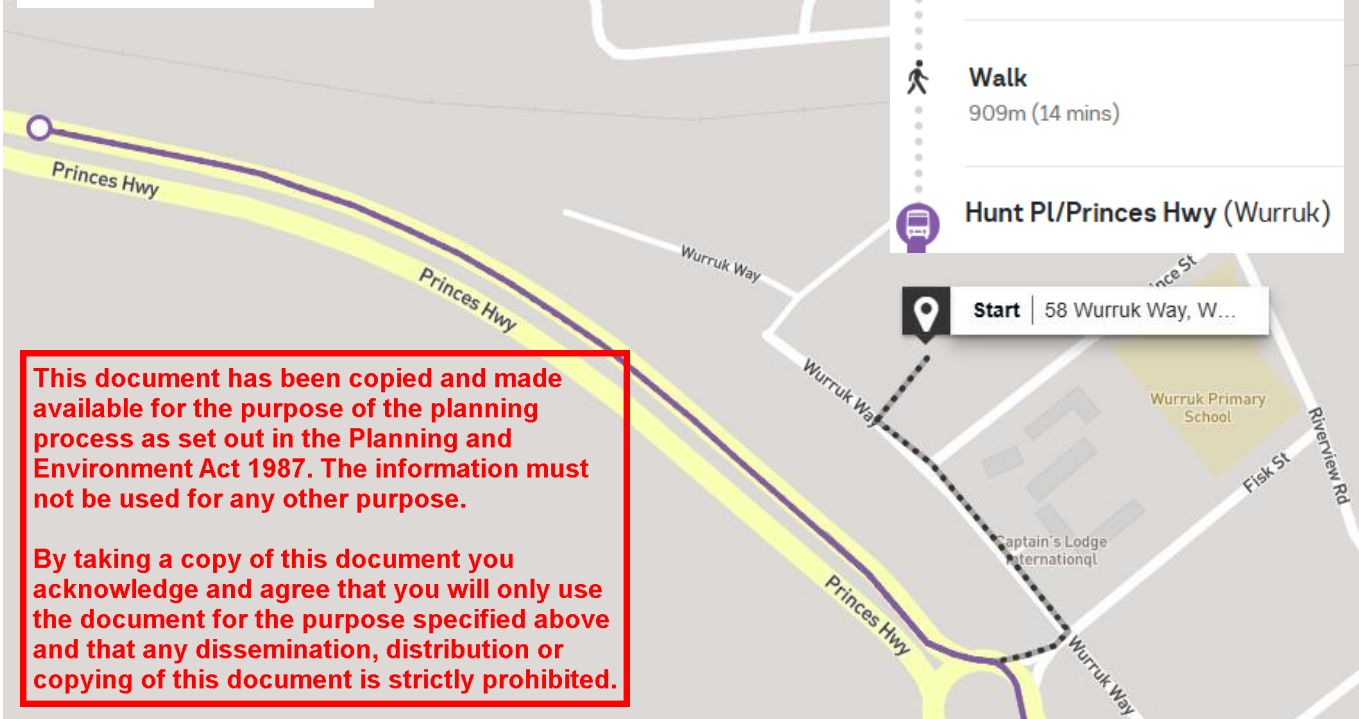 Walk
909m (14 mins)
Hunt Pl/Princes Hwy (Wurruk)
Princes Hwy
Wurruk Way
Princes Hwy
nce St
Start | 58 Wurruk Way, W...
Wurruk Way
Wurruk Primary
School
Riverview Rd
Fisk St
Captain's Lodge
International
Princes Hwy
Wurruk Way
This document has been copied and made
available for the purpose of the planning
process as set out in the Planning and
Environment Act 1987. The information must
not be used for any other purpose.
By taking a copy of this document you
acknowledge and agree that you will only use
the document for the purpose specified above
and that any dissemination, distribution or
copying of this document is strictly prohibited.